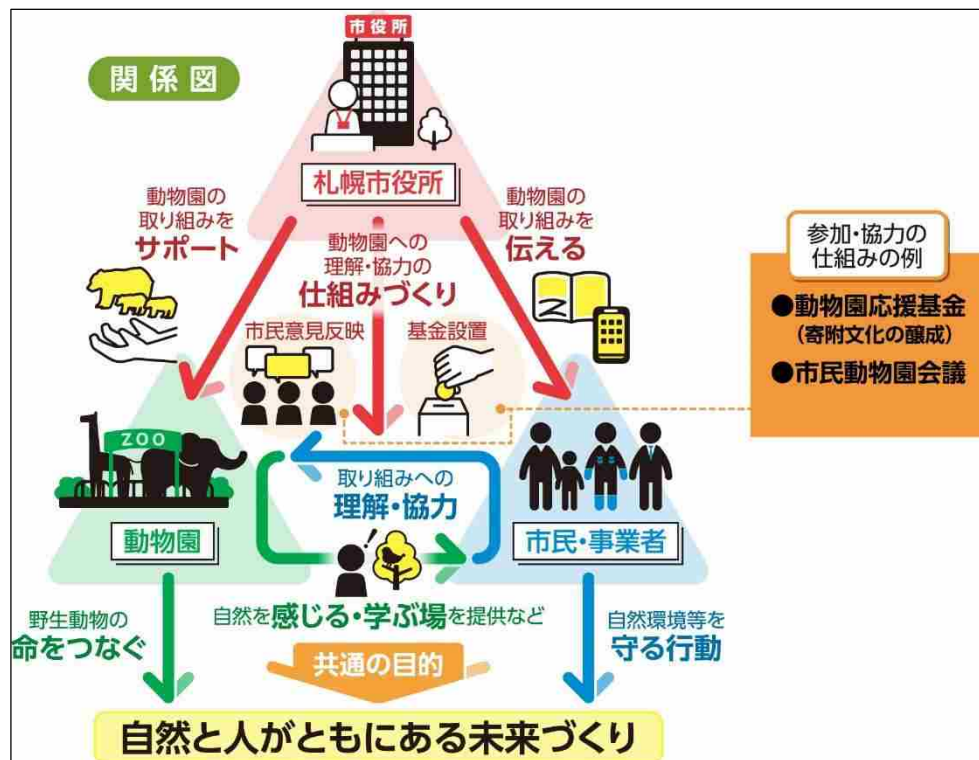 市役所
関係図
札幌市役所
動物園の
取り組みを
サポート
動物園への
理解・協力の
仕組みづくり
動物園の
取り組みを
伝える
市民意見反映
基金設置
参加・協力の
仕組みの例
●動物園応援基金
(寄附文化の醸成)
●市民動物園会議
ZOO
動物園
取り組みへの
理解・協力
市民・事業者
自然を感じる・学ぶ場を提供など
野生動物の
命をつなぐ
共通の目的
自然環境等を
守る行動
自然と人がともにある未来づくり